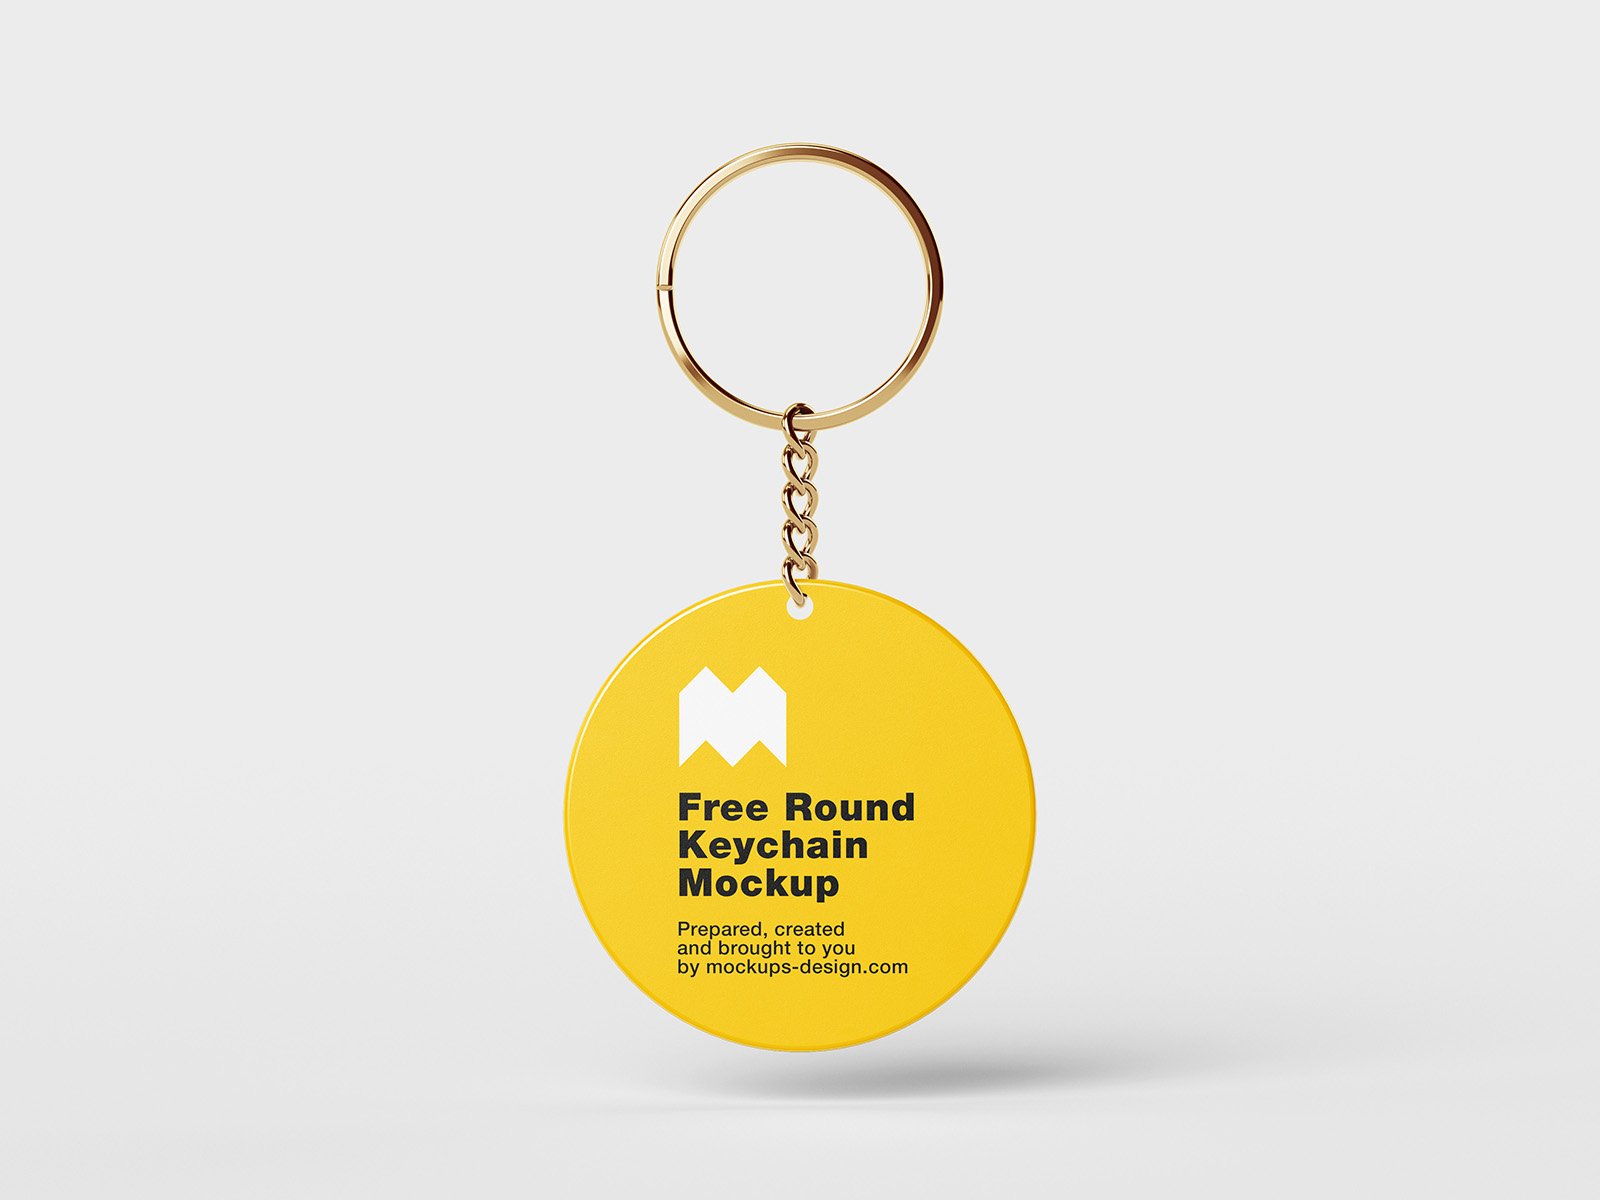 Free Round
Keychain
Mockup
Prepared, created
and brought to you
by mockups-design.com